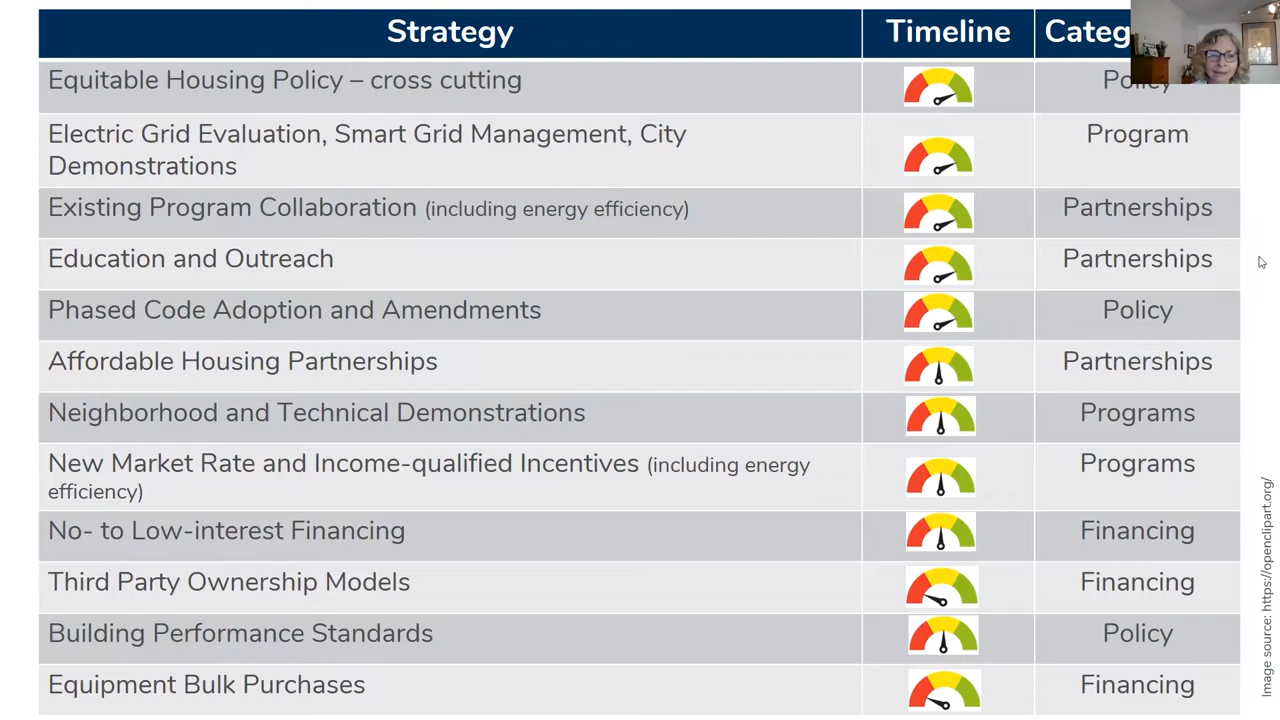 Strategy
Timeline
Categ
Equitable Housing Policy – cross cutting
Policy
Electric Grid Evaluation, Smart Grid Management, City
Demonstrations
Program
Existing Program Collaboration (including energy efficiency)
Partnerships
Education and Outreach
Partnerships
Phased Code Adoption and Amendments
Policy
Affordable Housing Partnerships
Partnerships
Neighborhood and Technical Demonstrations
Programs
New Market Rate and Income-qualified Incentives (including energy
efficiency)
Programs
No- to Low-interest Financing
Financing
Third Party Ownership Models
Financing
Building Performance Standards
Policy
Equipment Bulk Purchases
Financing
Image source: https://openclipart.org/